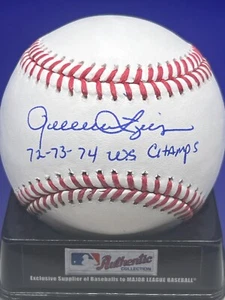 72-73-74 WS CHAMPS
Authentic
COLLECTION
Exclusive Supplier of Baseballs to MAJOR LEAGUE BASEBALL